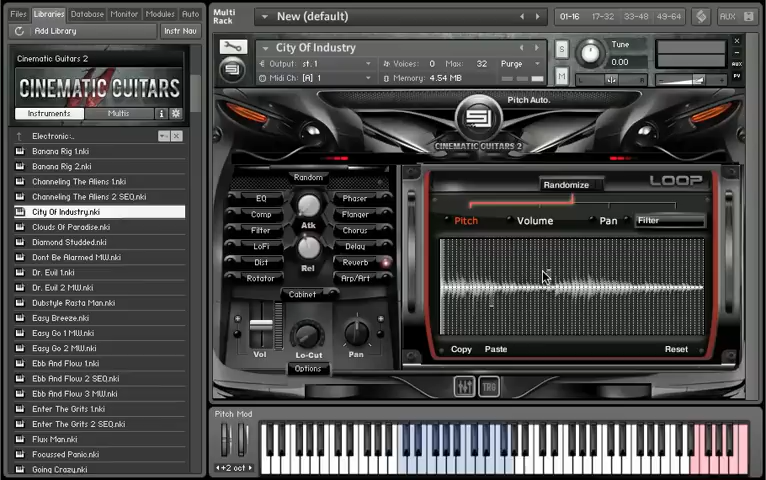 Files
Libraries
Database
Monitor
Modules
Auto
Add Library
Instr Nav
Cinematic Guitars 2
CINEMATIC GUITARS
Instruments
Multis
Electronic...
Banana Rig 1.nki
Banana Rig 2.nki
Channeling The Aliens 1.nki
Channeling The Aliens 2 SEQ.nki
City Of Industry.nki
Clouds Of Paradise.nki
Diamond Studded.nki
Dont Be Alarmed MW.nki
Dr. Evil 1.nki
Dr. Evil 2 MW.nki
Dubstyle Rasta Man.nki
Easy Breeze.nki
Easy Go 1 MW.nki
Easy Go 2 MW.nki
Ebb And Flow 1.nki
Ebb And Flow 2 SEQ.nki
Ebb And Flow 3 MW.nki
Enter The Grits 1.nki
Enter The Grits 2 SEQ.nki
Flux Man.nki
Focussed Panic.nki
Going Crazy.nki
Multi Rack
New (default)
01-16
17-32
33-48
49-64
AUX
City Of Industry
Output: st. 1
Voices: 0 Max: 32
Purge
Midi Ch: [A] 1
Memory: 4.54 MB
S
M
Tune
0.00
L
R
AUX
PV
Pitch Auto.
CINEMATIC GUITARS 2
Random
EQ
Comp
Filter
LoFi
Dist
Rotator
Atk
Rel
Phaser
Flanger
Chorus
Delay
Reverb
Arp/Art
Cabinet
Vol
Lo-Cut
Pan
Options
Randomize
LOOP
Pitch
Volume
Pan
Filter
Copy
Paste
Reset
TRG
Pitch Mod
+2 oct